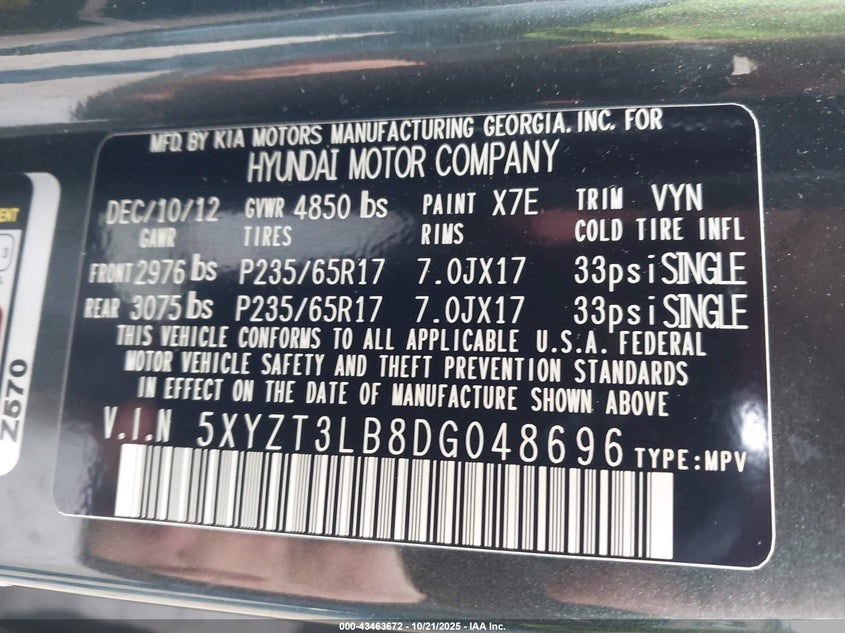 MFD. BY KIA MOTORS MANUFACTURING GEORGIA. INC. FOR
HYUNDAI MOTOR COMPANY
DEC/10/12 GVWR 4850 lbs PAINT X7E TRIM VYN
GAWR TIRES RIMS COLD TIRE INFL
FRONT 2976 lbs P235/65R17 7.0JX17 33psi SINGLE
REAR 3075 lbs P235/65R17 7.0JX17 33psi SINGLE
THIS VEHICLE CONFORMS TO ALL APPLICABLE U.S.A. FEDERAL
MOTOR VEHICLE SAFETY AND THEFT PREVENTION STANDARDS
IN EFFECT ON THE DATE OF MANUFACTURE SHOWN ABOVE
V.I.N 5XYZT3LB8DG048696 TYPE:MPV
Z570
000-43463672 - 10/21/2025 - IAA Inc.